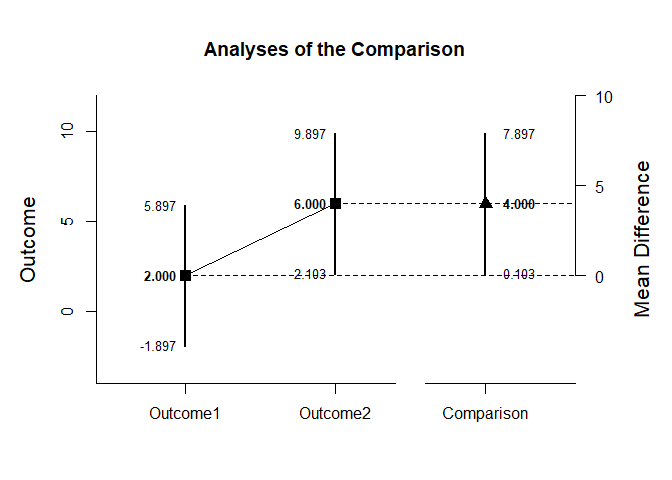 Analyses of the Comparison
10
5
0
Outcome
5.897
2.000
-1.897
9.897
6.000
2.103
7.897
4.000
0.103
10
5
0
Mean Difference
Outcome1
Outcome2
Comparison